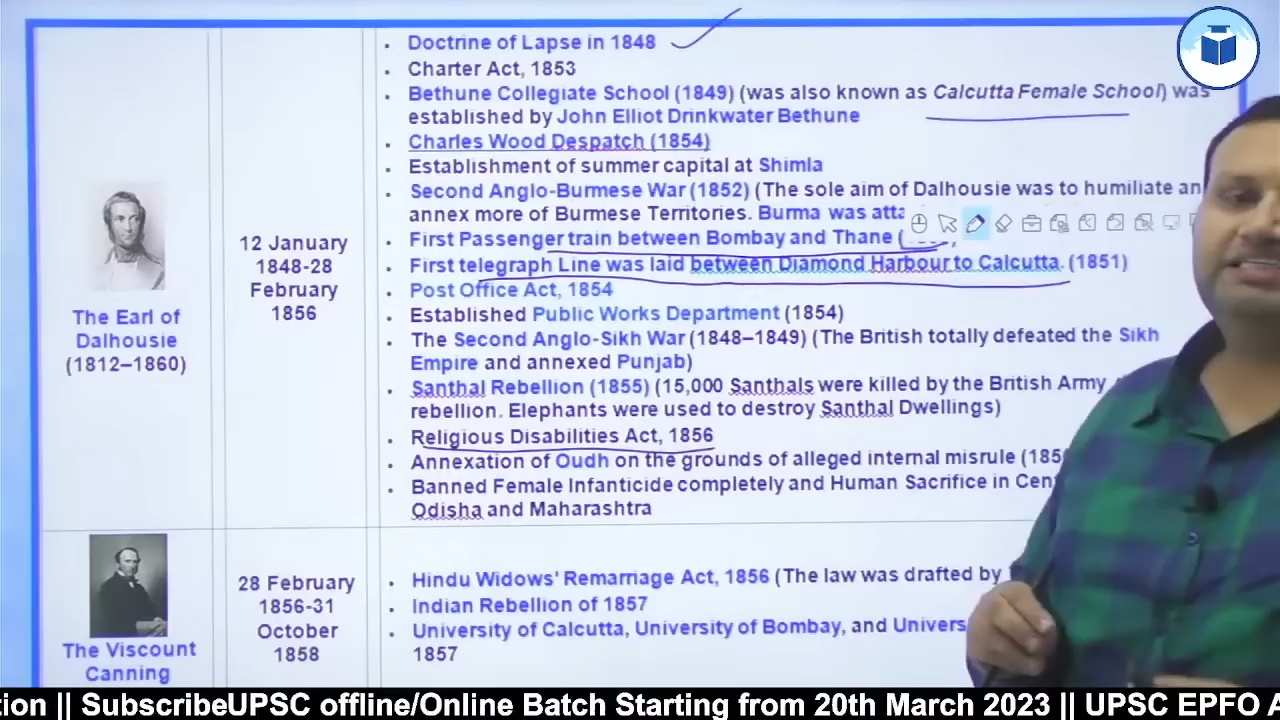 Doctrine of Lapse in 1848
Charter Act, 1853
Bethune Collegiate School (1849) (was also known as Calcutta Female School) was
established by John Elliot Drinkwater Bethune
Charles Wood Despatch (1854)
Establishment of summer capital at Shimla
Second Anglo-Burmese War (1852) (The sole aim of Dalhousie was to humiliate an
annex more of Burmese Territories. Burma was atta
First Passenger train between Bombay and Thane (
First telegraph Line was laid between Diamond Harbour to Calcutta. (1851)
Post Office Act, 1854
Established Public Works Department (1854)
The Second Anglo-Sikh War (1848–1849) (The British totally defeated the Sikh
Empire and annexed Punjab)
Santhal Rebellion (1855) (15,000 Santhals were killed by the British Army
rebellion. Elephants were used to destroy Santhal Dwellings)
Religious Disabilities Act, 1856
Annexation of Oudh on the grounds of alleged internal misrule (185
Banned Female Infanticide completely and Human Sacrifice in Cen
Odisha and Maharashtra
The Earl of
Dalhousie
(1812–1860)
12 January
1848-28
February
1856
The Viscount
Canning
28 February
1856-31
October
1858
Hindu Widows' Remarriage Act, 1856 (The law was drafted by
Indian Rebellion of 1857
University of Calcutta, University of Bombay, and Univers
1857
tion || SubscribeUPSC offline/Online Batch Starting from 20th March 2023 || UPSC EPFO A